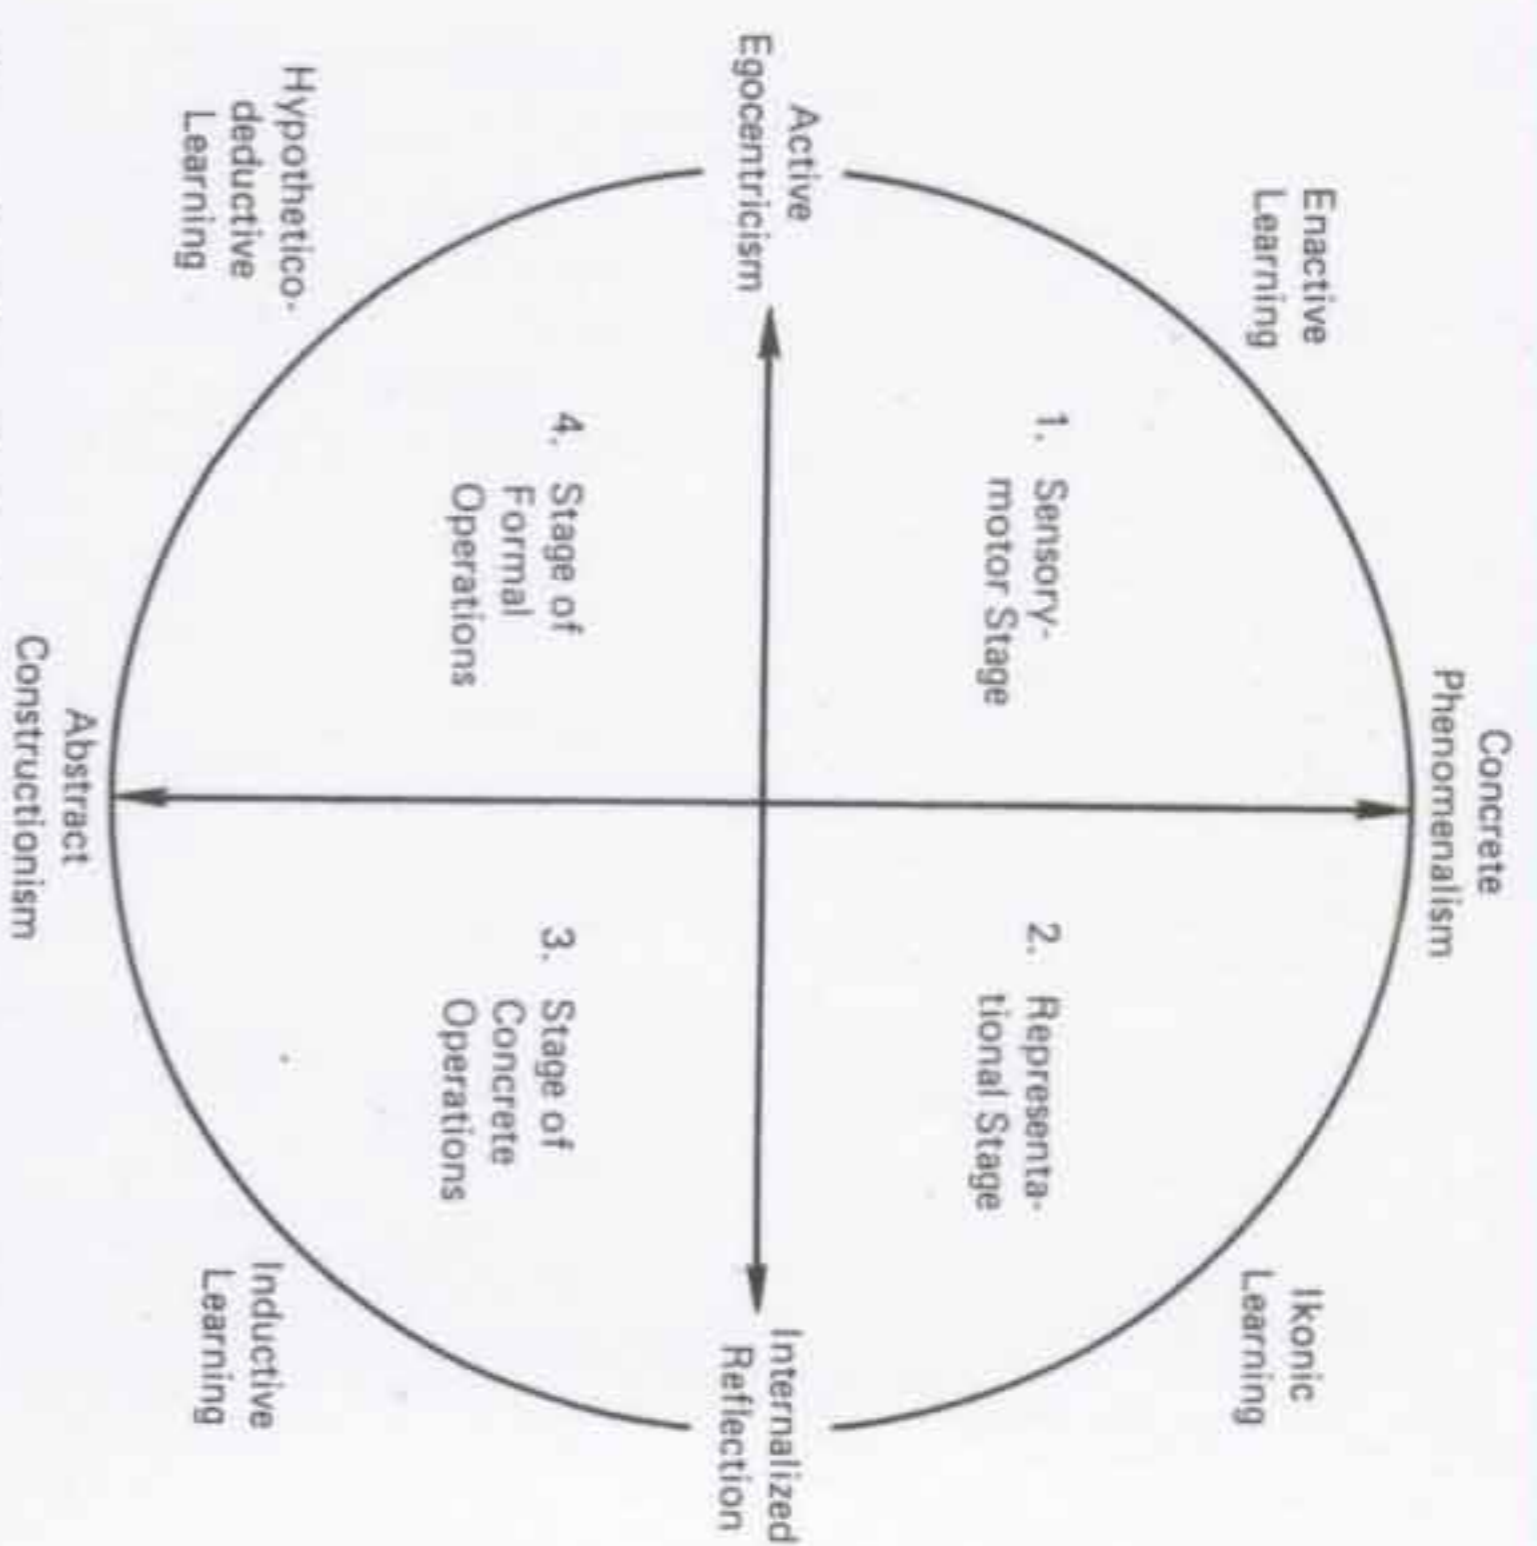 Concrete
Phenomenalism
Enactive
Learning
Ikonic
Learning
1. Sensory-
motor Stage
2. Representa-
tional Stage
Active
Egocentricism
Internalized
Reflection
4. Stage of
Formal
Operations
3. Stage of
Concrete
Operations
Hypothetico-
deductive
Learning
Inductive
Learning
Abstract
Constructionism